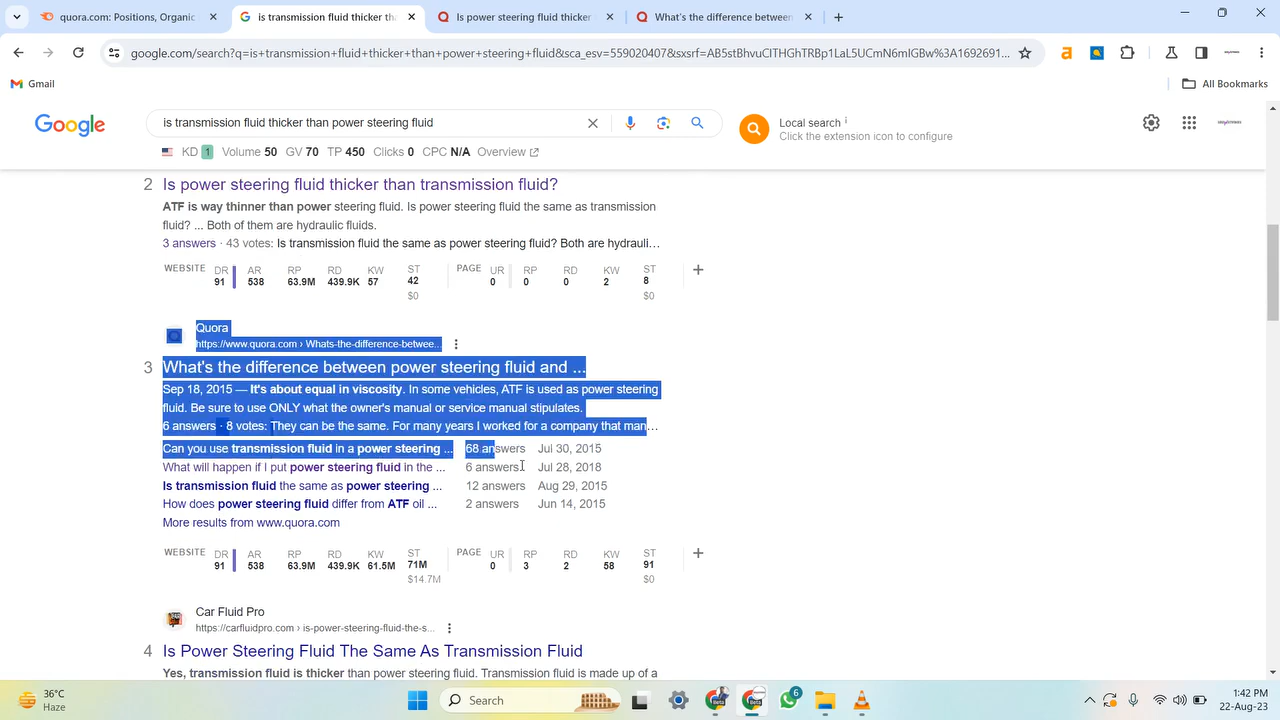 quora.com: Positions, Organic
is transmission fluid thicker tha
Is power steering fluid thicker
What's the difference between
google.com/search?q=is+transmission+fluid+thicker+than+power+steering+fluid&sca_esv=559020407&sxsrf=AB5stBhvuClTHGhTRBp1LaL5UCmN6mIGBw%3A1692691...
Gmail
All Bookmarks
Google
is transmission fluid thicker than power steering fluid
Local search
Click the extension icon to configure
KD 1 Volume 50 GV 70 TP 450 Clicks 0 CPC N/A Overview
2 Is power steering fluid thicker than transmission fluid?
ATF is way thinner than power steering fluid. Is power steering fluid the same as transmission
fluid? ... Both of them are hydraulic fluids.
3 answers · 43 votes: Is transmission fluid the same as power steering fluid? Both are hydrauli...
WEBSITE DR AR RP RD KW ST PAGE UR RP RD KW ST
91 538 63.9M 439.9K 57 42 0 0 0 2 8
$0 $0
Quora
https://www.quora.com › Whats-the-difference-betwee...
3 What's the difference between power steering fluid and ...
Sep 18, 2015 — It's about equal in viscosity. In some vehicles, ATF is used as power steering
fluid. Be sure to use ONLY what the owner's manual or service manual stipulates.
6 answers · 8 votes: They can be the same. For many years I worked for a company that man...
Can you use transmission fluid in a power steering ... 68 answers Jul 30, 2015
What will happen if I put power steering fluid in the ... 6 answers Jul 28, 2018
Is transmission fluid the same as power steering ... 12 answers Aug 29, 2015
How does power steering fluid differ from ATF oil ... 2 answers Jun 14, 2015
More results from www.quora.com
WEBSITE DR AR RP RD KW ST PAGE UR RP RD KW ST
91 538 63.9M 439.9K 61.5M 71M 0 3 2 58 91
$14.7M $0
Car Fluid Pro
https://carfluidpro.com › is-power-steering-fluid-the-s...
4 Is Power Steering Fluid The Same As Transmission Fluid
Yes, transmission fluid is thicker than power steering fluid. Transmission fluid is made up of a
36°C
Haze
Search
6
1:42 PM
22-Aug-23